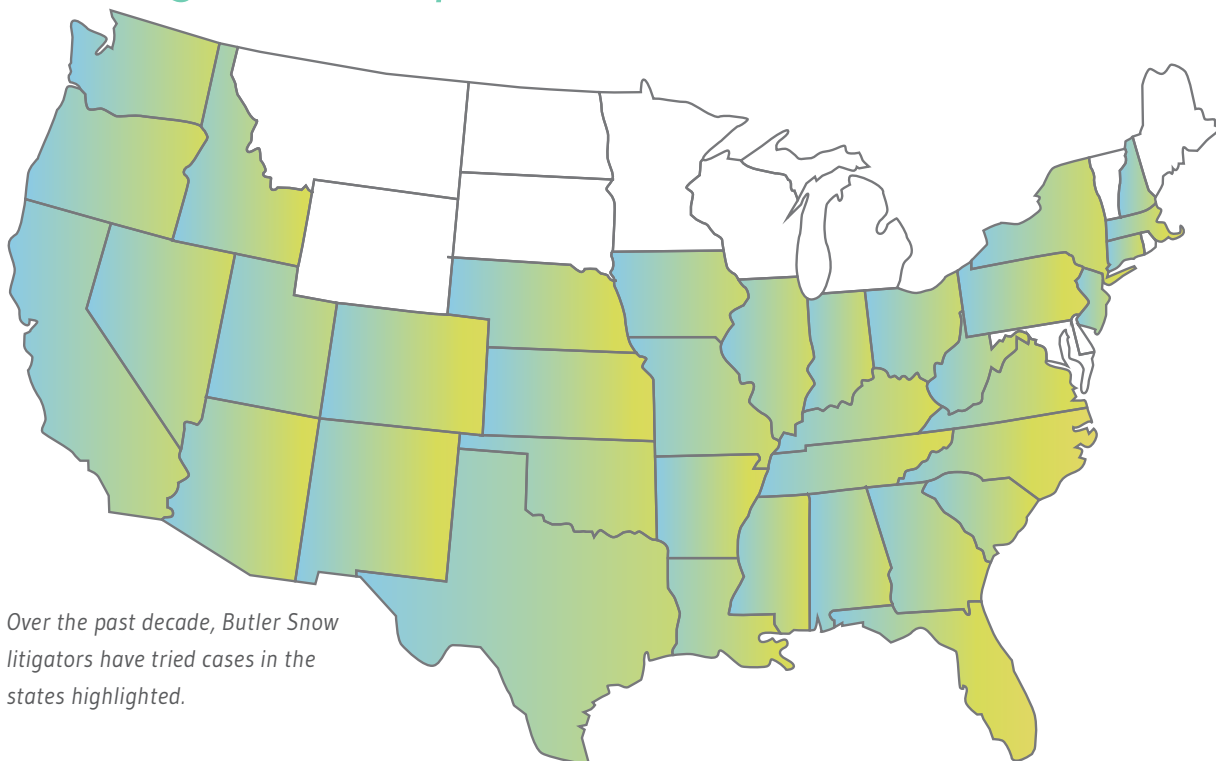 Over the past decade, Butler Snow
litigators have tried cases in the
states highlighted.